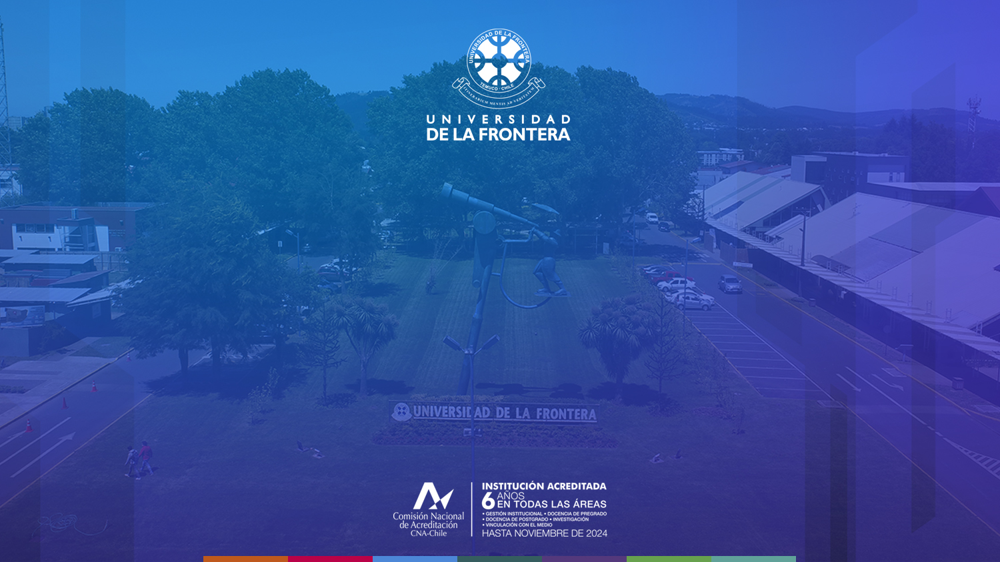 UNIVERSIDAD DE LA FRONTERA
TEMUCO - CHILE
ITINERARIUM MENTIS AD VERITATEM
UNIVERSIDAD
DE LA FRONTERA
UNIVERSIDAD DE LA FRONTERA
Comisión Nacional
de Acreditación
CNA-Chile
INSTITUCIÓN ACREDITADA
6 AÑOS
EN TODAS LAS ÁREAS
• GESTIÓN INSTITUCIONAL • DOCENCIA DE PREGRADO
• DOCENCIA DE POSTGRADO • INVESTIGACIÓN
• VINCULACIÓN CON EL MEDIO
HASTA NOVIEMBRE DE 2024